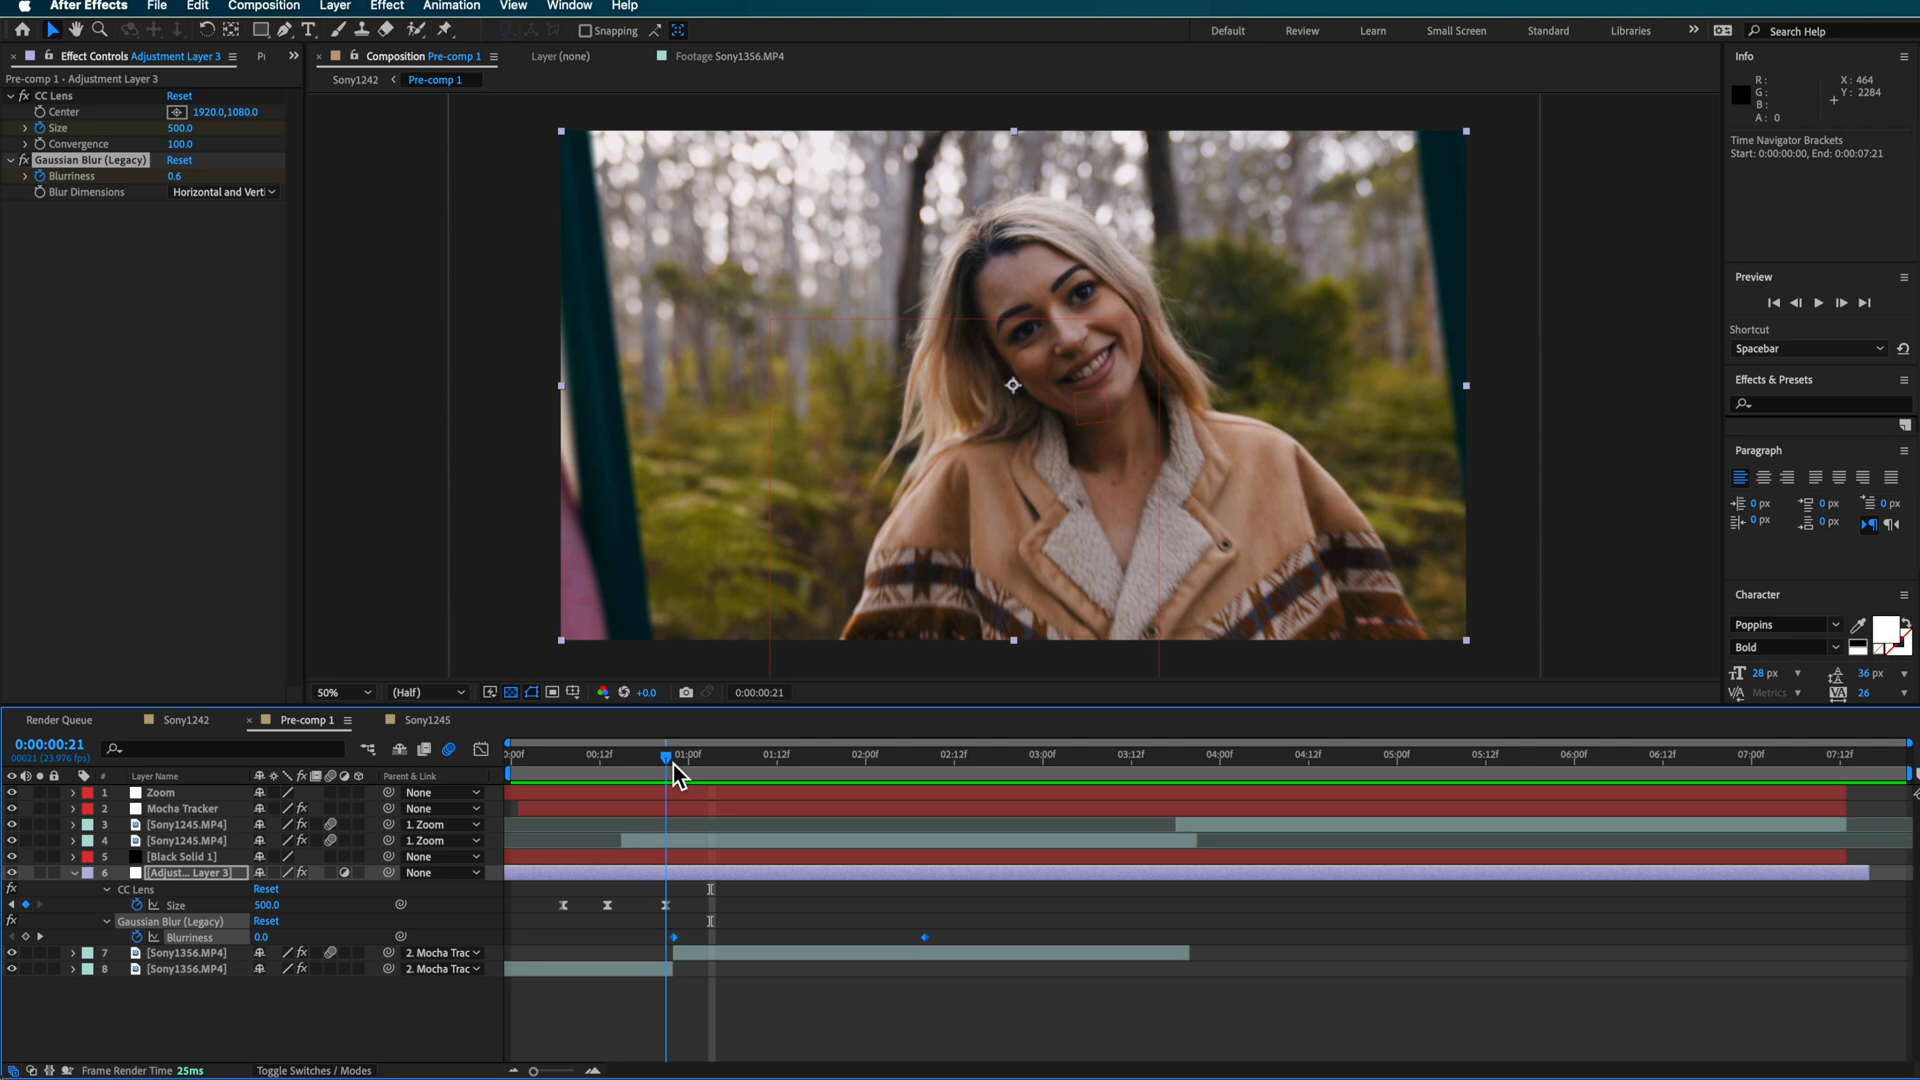 After Effects File Edit Composition Layer Effect Animation View Window Help
Snapping
Default Review Learn Small Screen Standard Libraries
Search Help
Effect Controls Adjustment Layer 3
Composition Pre-comp 1
Layer (none)
Footage Sony1356.MP4
Pre-comp 1 • Adjustment Layer 3
Sony1242
Pre-comp 1
fx CC Lens Reset
Center 1920.0,1080.0
Size 500.0
Convergence 100.0
fx Gaussian Blur (Legacy) Reset
Blurriness 0.6
Blur Dimensions Horizontal and Verti
Info
R: X: 464
G: Y: 2284
B:
A: 0
Time Navigator Brackets
Start: 0:00:00:00, End: 0:00:07:21
Preview
Shortcut
Spacebar
Effects & Presets
Paragraph
0 px 0 px 0 px
0 px 0 px
Character
Poppins
Bold
28 px 36 px
Metrics 26
50% (Half) +0.0 0:00:00:21
Render Queue Sony1242 Pre-comp 1 Sony1245
0:00:00:21
00021 (23.976 fps)
00:12f 01:00f 01:12f 02:00f 02:12f 03:00f 03:12f 04:00f 04:12f 05:00f 05:12f 06:00f 06:12f 07:00f 07:12f
# Layer Name Parent & Link
1 Zoom None
2 Mocha Tracker fx None
3 [Sony1245.MP4] fx 1. Zoom
4 [Sony1245.MP4] fx 1. Zoom
5 [Black Solid 1] None
6 [Adjust... Layer 3] fx None
fx CC Lens Reset
Size 500.0
fx Gaussian Blur (Legacy) Reset
Blurriness 0.0
7 [Sony1356.MP4] fx 2. Mocha Trac
8 [Sony1356.MP4] fx 2. Mocha Trac
Frame Render Time 25ms Toggle Switches / Modes